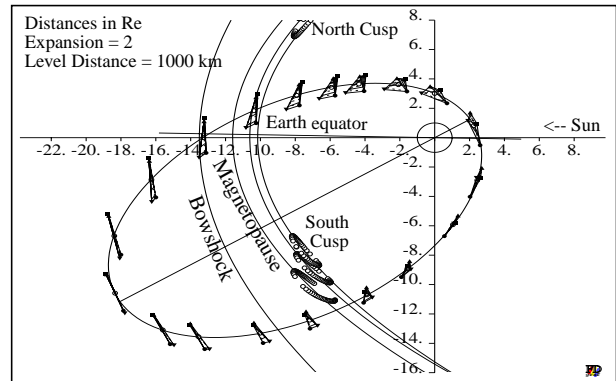 Distances in Re
Expansion = 2
Level Distance = 1000 km
North Cusp
8.
6.
4.
2.
Earth equator
<-- Sun
-22. -20. -18. -16. -14. -12. -10. -8. -6. -4. -2. 2. 4. 6. 8.
-2.
-4.
-6.
-8.
-10.
-12.
-14.
-16.
Magnetopause
Bowshock
South
Cusp